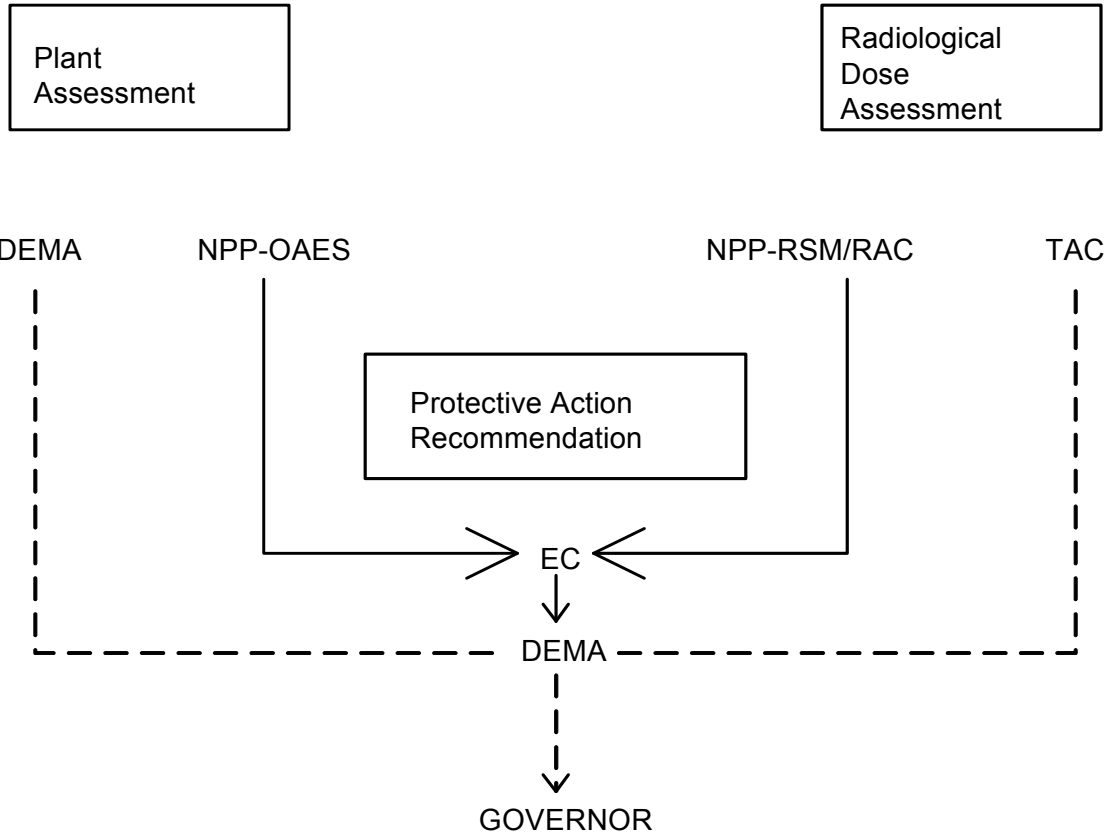 Plant
Assessment
Radiological
Dose
Assessment
DEMA
NPP-OAES
NPP-RSM/RAC
TAC
Protective Action
Recommendation
EC
DEMA
GOVERNOR